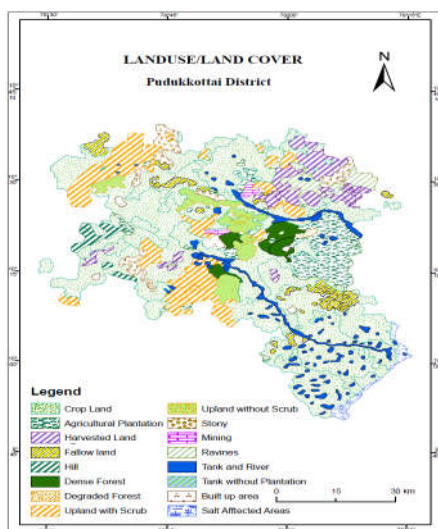 LANDUSE/LAND COVER
Pudukkottai District
N
Legend
Crop Land
Agricultural Plantation
Harvested Land
Fallow land
Hill
Dense Forest
Degraded Forest
Upland with Scrub
Upland without Scrub
Stony
Mining
Ravines
Tank and River
Tank without Plantation
Built up area
Salt Afftected Areas
0 15 30 km